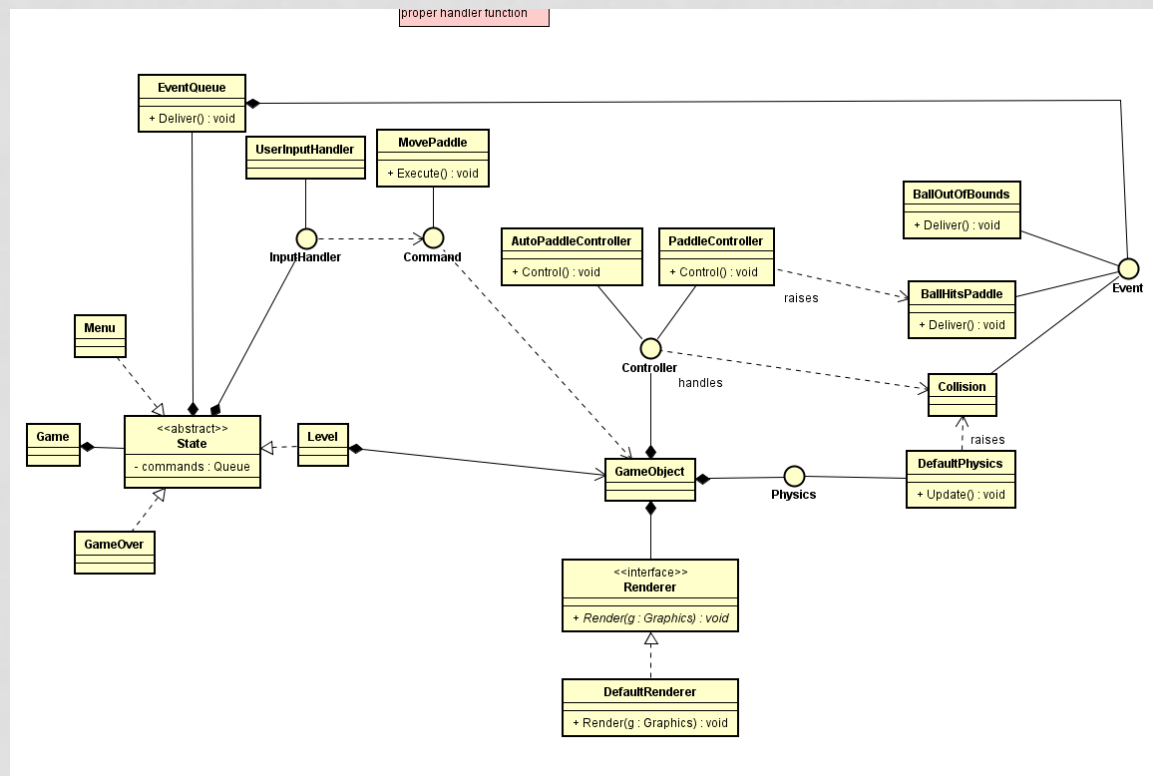 proper handler function
EventQueue
+ Deliver() : void
UserInputHandler
MovePaddle
+ Execute() : void
InputHandler
Command
AutoPaddleController
+ Control() : void
PaddleController
+ Control() : void
raises
BallOutOfBounds
+ Deliver() : void
Event
BallHitsPaddle
+ Deliver() : void
Controller
handles
Collision
raises
Menu
Game
<<abstract>>
State
- commands : Queue
Level
GameObject
Physics
DefaultPhysics
+ Update() : void
GameOver
<<interface>>
Renderer
+ Render(g : Graphics) : void
DefaultRenderer
+ Render(g : Graphics) : void